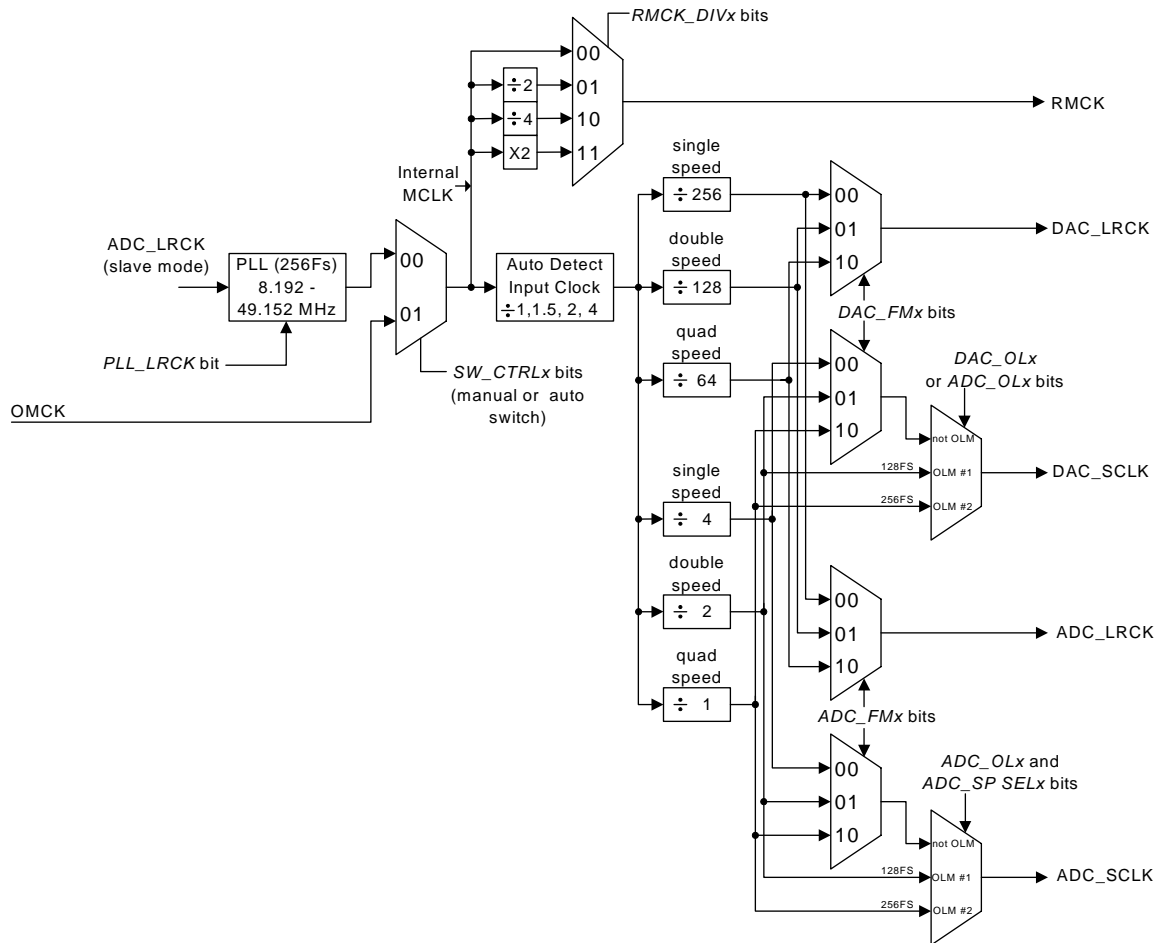 RMCK_DIVx bits
00
÷2
01
÷4
10
X2
11
RMCK
Internal
MCLK
ADC_LRCK
(slave mode)
PLL (256Fs)
8.192 -
49.152 MHz
00
01
PLL_LRCK bit
OMCK
SW_CTRLx bits
(manual or auto
switch)
Auto Detect
Input Clock
÷1,1.5, 2, 4
single
speed
÷ 256
double
speed
÷ 128
quad
speed
÷ 64
single
speed
÷ 4
double
speed
÷ 2
quad
speed
÷ 1
00
01
10
DAC_LRCK
DAC_FMx bits
00
01
10
DAC_OLx
or ADC_OLx bits
not OLM
128FS
OLM #1
256FS
OLM #2
DAC_SCLK
00
01
10
ADC_LRCK
ADC_FMx bits
00
01
10
ADC_OLx and
ADC_SP SELx bits
not OLM
128FS
OLM #1
256FS
OLM #2
ADC_SCLK